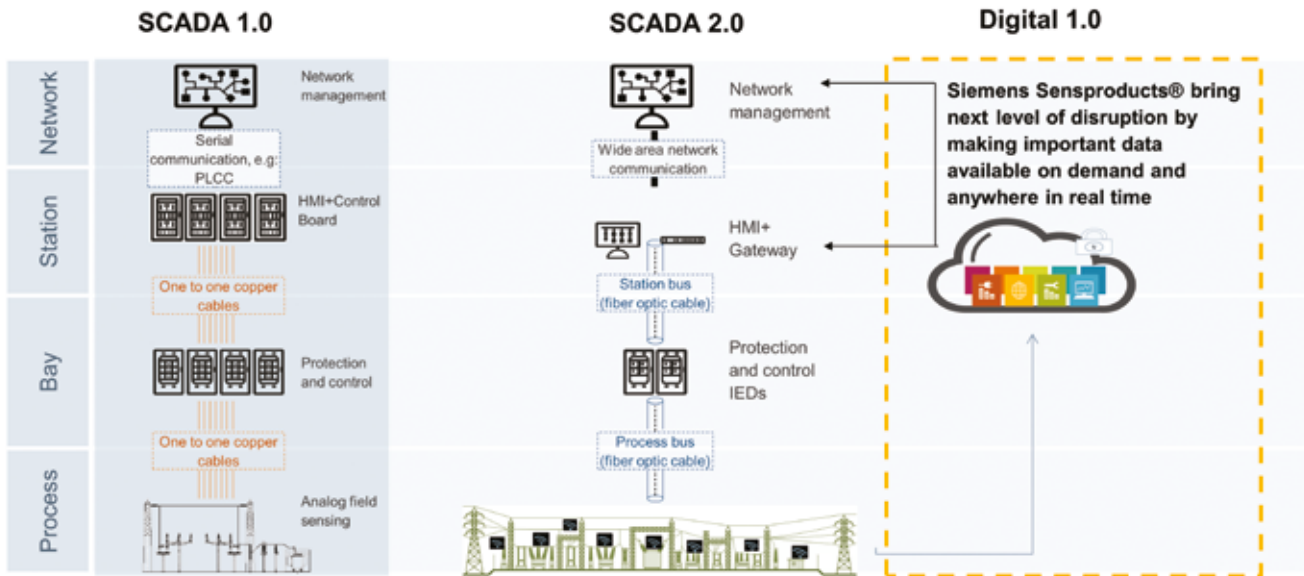 SCADA 1.0
SCADA 2.0
Digital 1.0
Network
Network
management
Serial
communication, e.g:
PLCC
Network
management
Wide area network
communication
Siemens Sensproducts® bring
next level of disruption by
making important data
available on demand and
anywhere in real time
Station
HMI+Control
Board
One to one copper
cables
HMI+
Gateway
Station bus
(fiber optic cable)
Bay
Protection
and control
One to one copper
cables
Protection
and control
IEDs
Process bus
(fiber optic cable)
Process
Analog field
sensing